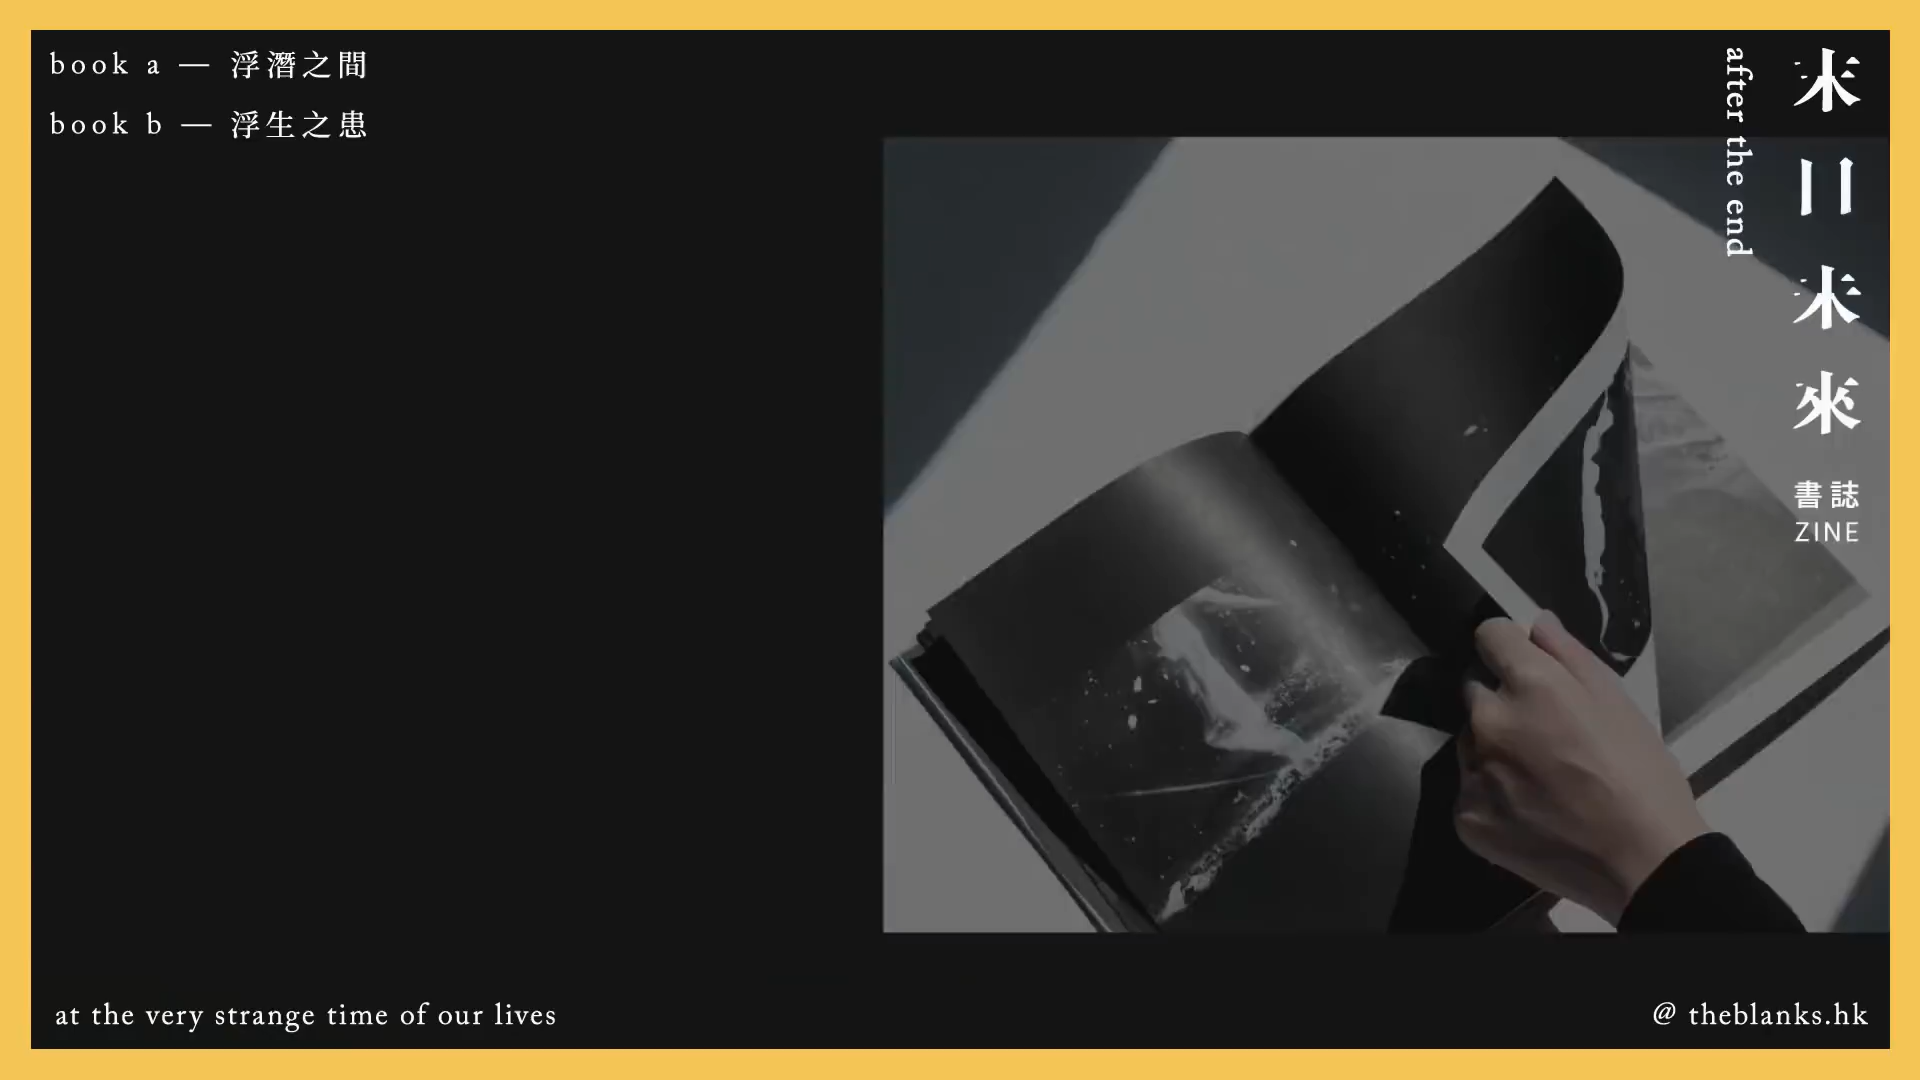 book a — 浮潛之間
book b — 浮生之患
末日未來
after the end
書誌
ZINE
at the very strange time of our lives
@ theblanks.hk